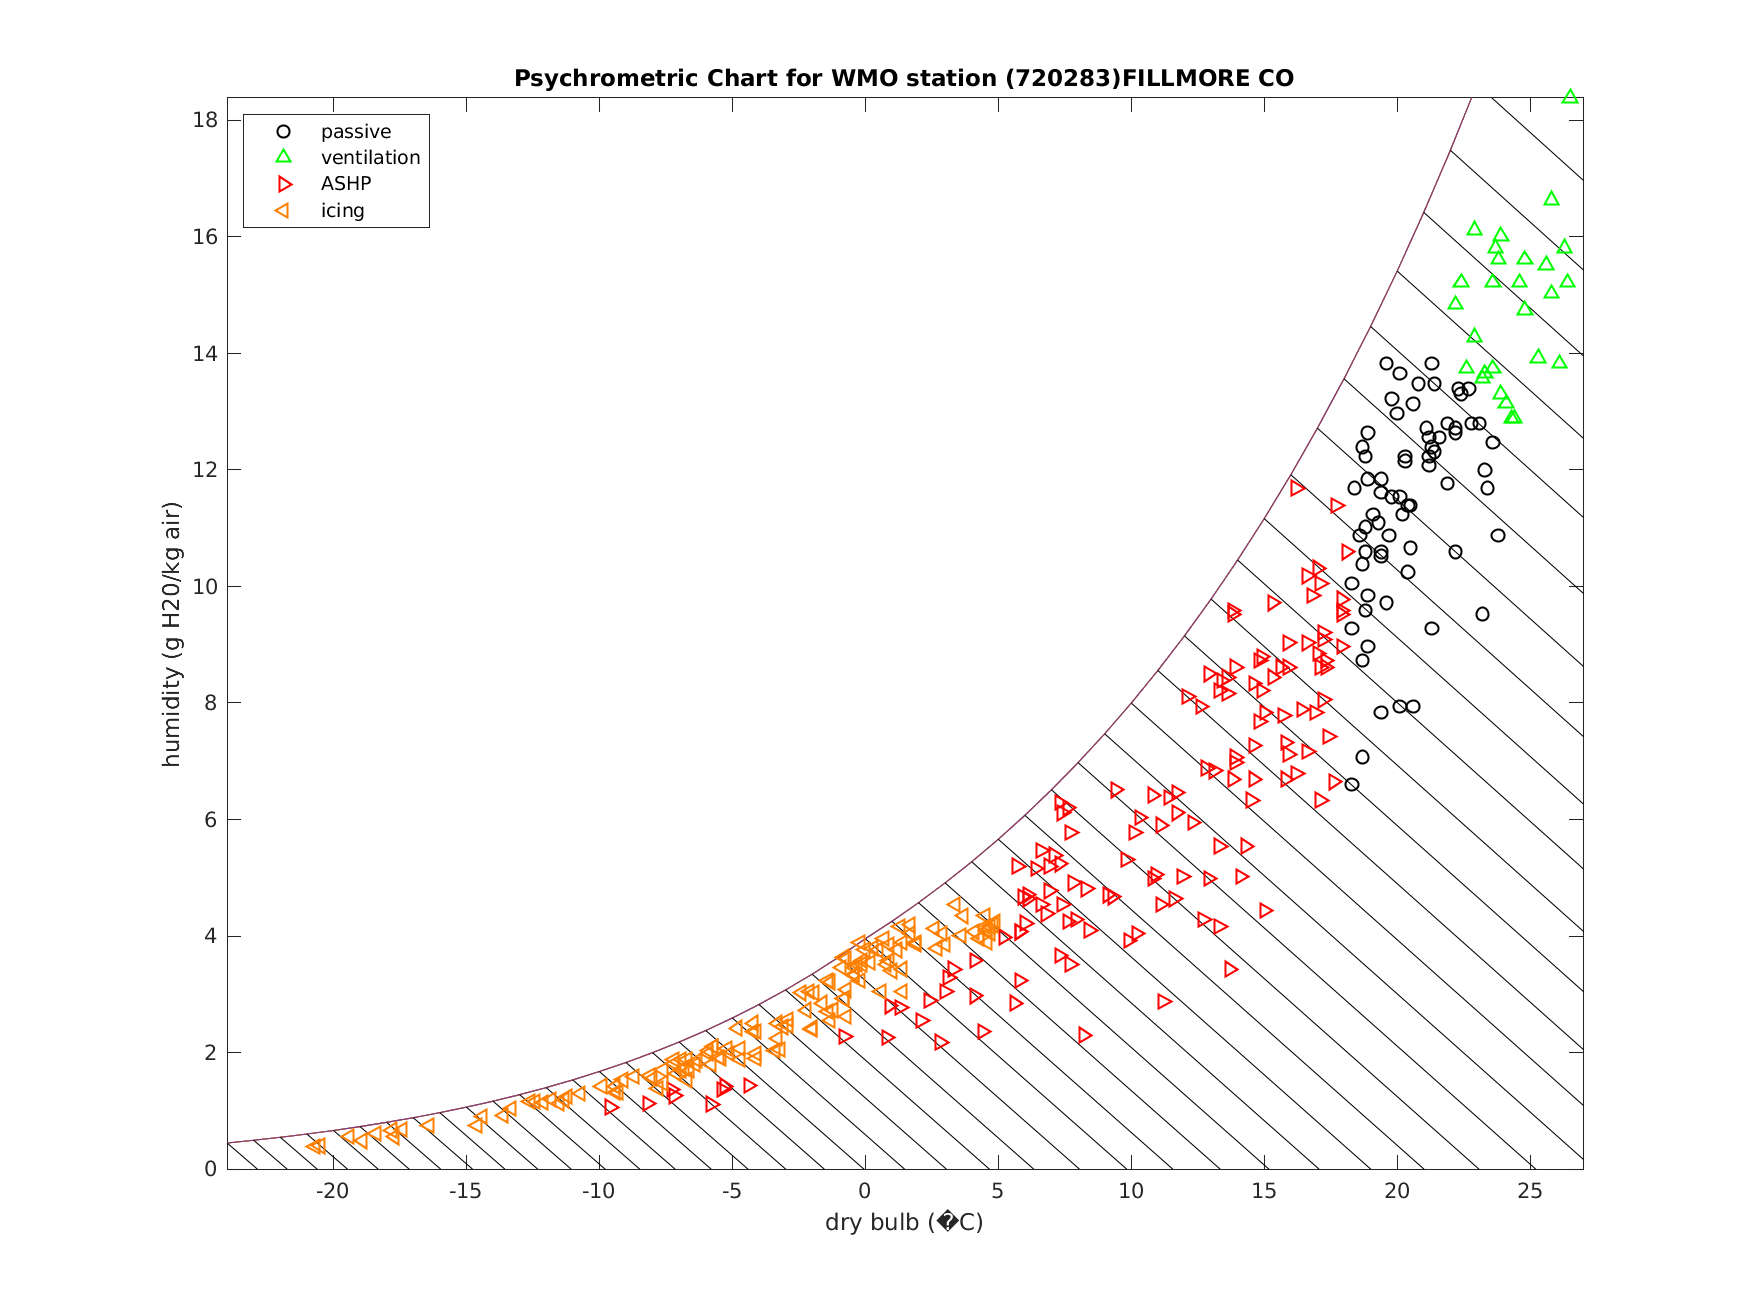 Psychrometric Chart for WMO station (720283)FILLMORE CO
passive
ventilation
ASHP
icing
18
16
14
12
10
8
6
4
2
0
humidity (g H20/kg air)
-20 -15 -10 -5 0 5 10 15 20 25
dry bulb (�C)